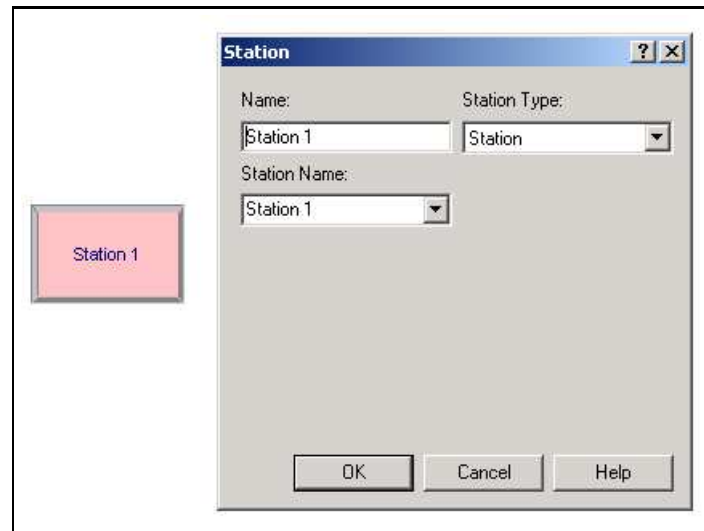 Station
Name:
Station Type:
Station 1
Station
Station Name:
Station 1
Station 1
OK
Cancel
Help